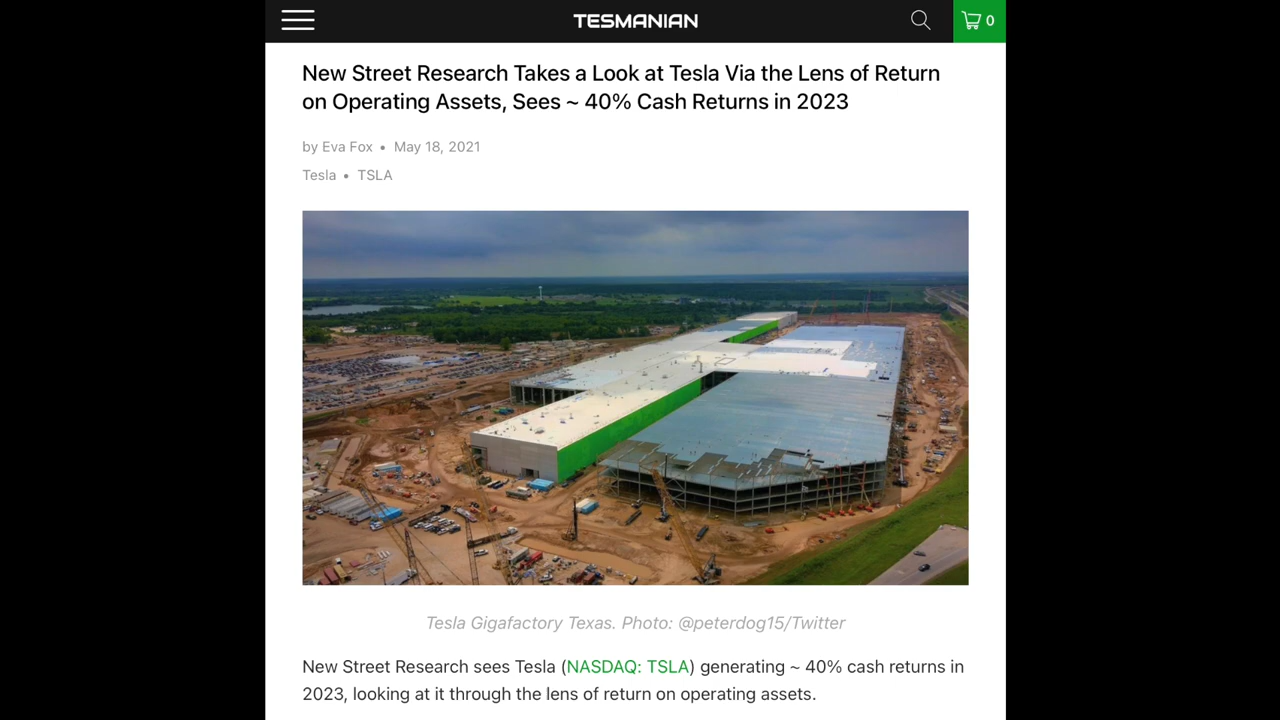 TESMANIAN
0
New Street Research Takes a Look at Tesla Via the Lens of Return
on Operating Assets, Sees ~ 40% Cash Returns in 2023
by Eva Fox • May 18, 2021
Tesla • TSLA
Tesla Gigafactory Texas. Photo: @peterdog15/Twitter
New Street Research sees Tesla (NASDAQ: TSLA) generating ~ 40% cash returns in
2023, looking at it through the lens of return on operating assets.